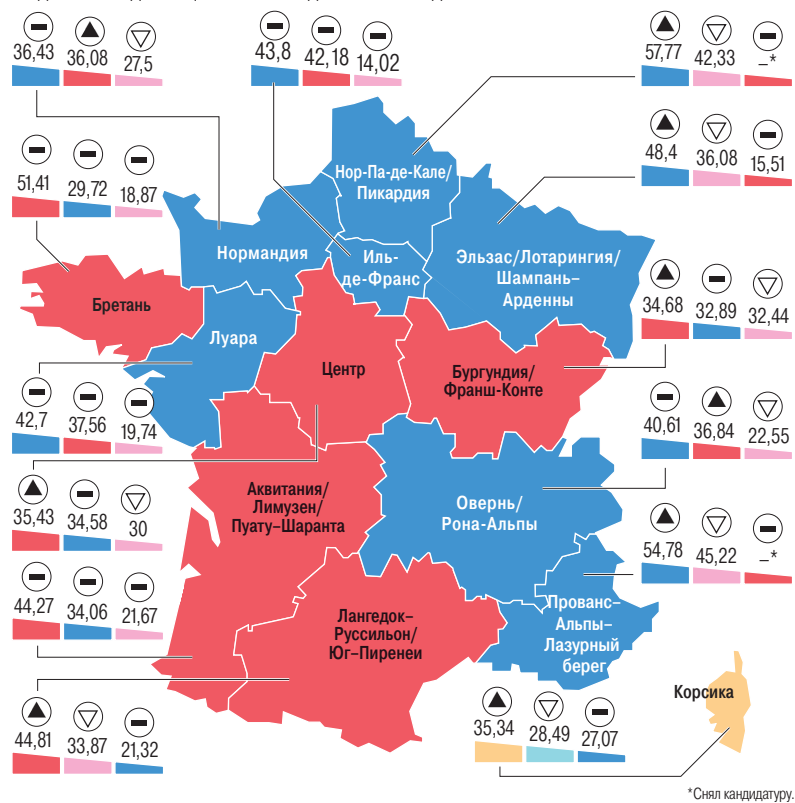 36,43 36,08 27,5
43,8 42,18 14,02
57,77 42,33 –*
48,4 36,08 15,51
51,41 29,72 18,87
Нор-Па-де-Кале/
Пикардия
Нормандия
Иль-
де-Франс
Эльзас/Лотарингия/
Шампань–
Арденны
Бретань
34,68 32,89 32,44
Луара
Центр
Бургундия/
Франш-Конте
42,7 37,56 19,74
40,61 36,84 22,55
35,43 34,58 30
Аквитания/
Лимузен/
Пуату–Шаранта
Овернь/
Рона-Альпы
54,78 45,22 –*
44,27 34,06 21,67
Лангедок–
Руссильон/
Юг–Пиренеи
Прованс–
Альпы–
Лазурный
берег
Корсика
44,81 33,87 21,32
35,34 28,49 27,07
*Снял кандидатуру.